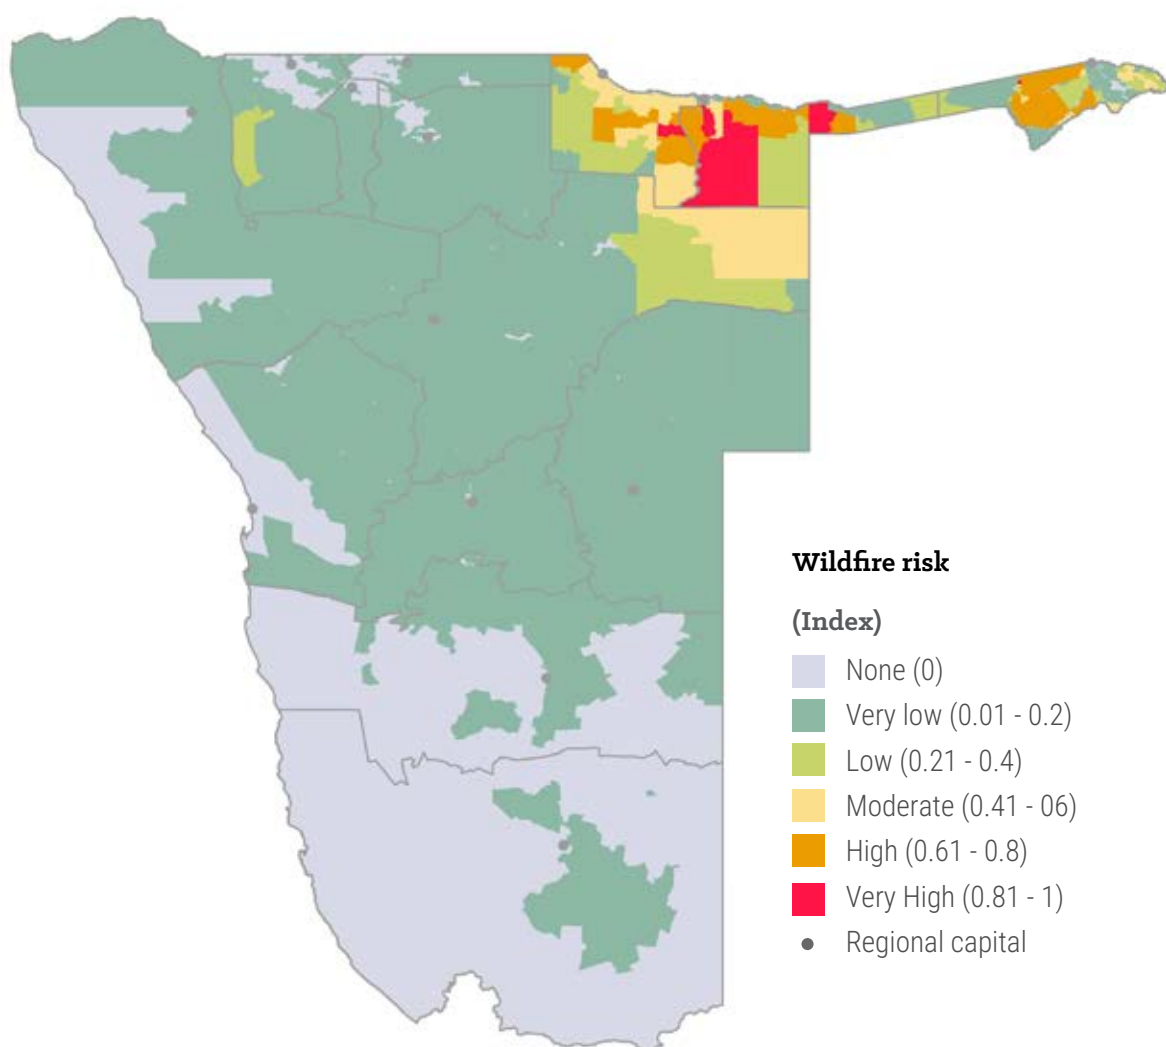 Wildfire risk
(Index)
None (0)
Very low (0.01 - 0.2)
Low (0.21 - 0.4)
Moderate (0.41 - 06)
High (0.61 - 0.8)
Very High (0.81 - 1)
Regional capital